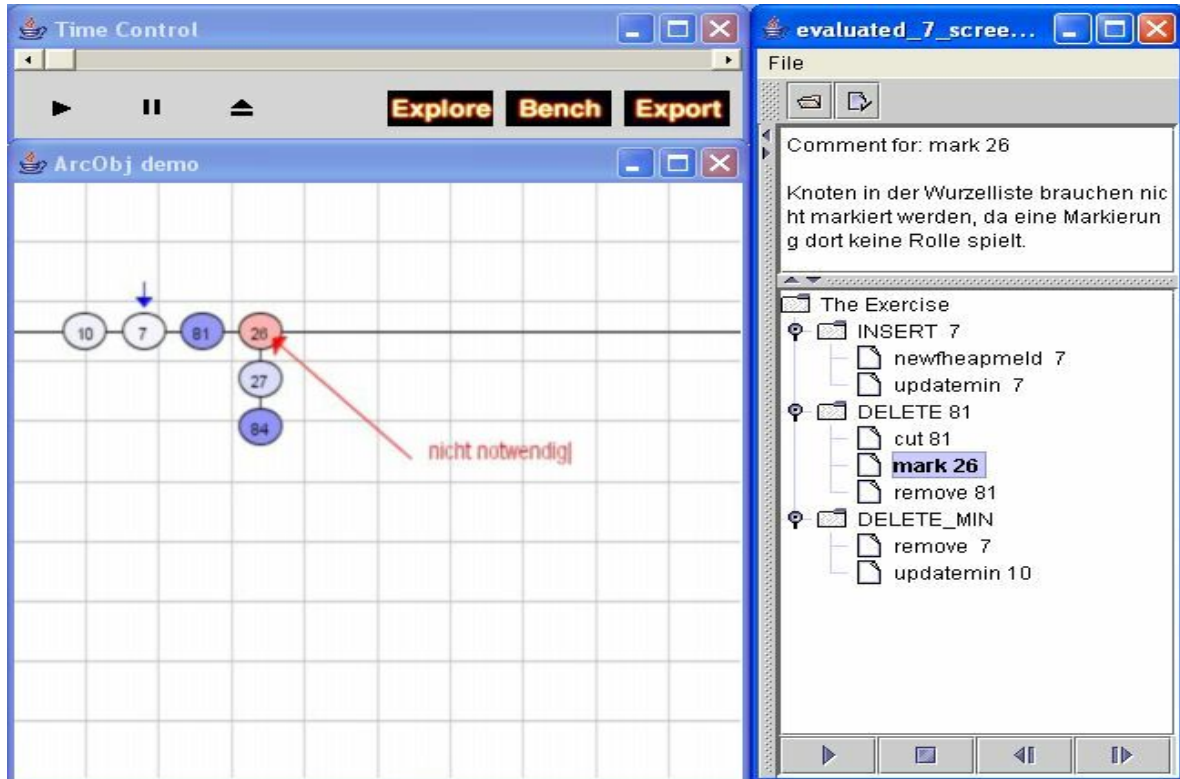 Time Control
Explore Bench Export
ArcObj demo
10 7 81 26
27
84
nicht notwendig
evaluated_7_scree...
File
Comment for: mark 26
Knoten in der Wurzelliste brauchen nic
ht markiert werden, da eine Markierun
g dort keine Rolle spielt.
The Exercise
INSERT 7
newfheapmeld 7
updatemin 7
DELETE 81
cut 81
mark 26
remove 81
DELETE_MIN
remove 7
updatemin 10